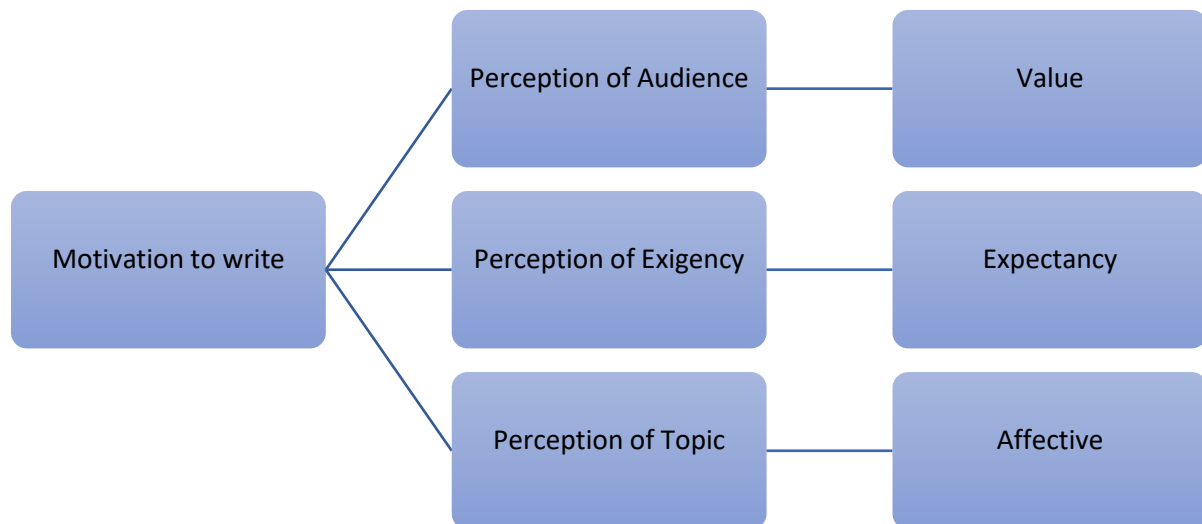 Perception of Audience
Value
Motivation to write
Perception of Exigency
Expectancy
Perception of Topic
Affective